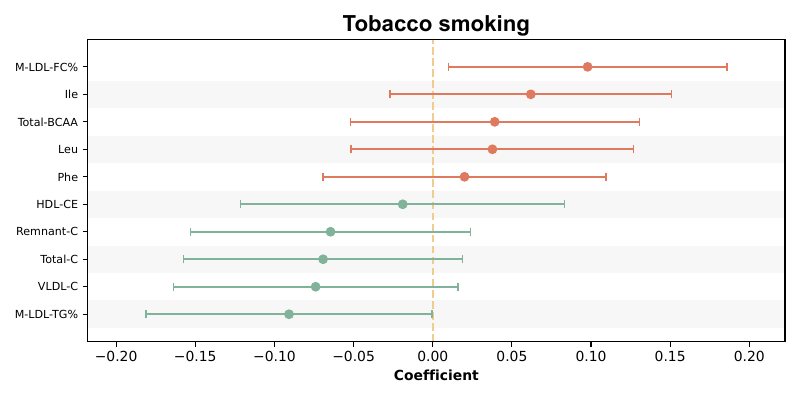 Tobacco smoking
M-LDL-FC%
Ile
Total-BCAA
Leu
Phe
HDL-CE
Remnant-C
Total-C
VLDL-C
M-LDL-TG%
−0.20 −0.15 −0.10 −0.05 0.00 0.05 0.10 0.15 0.20
Coefficient